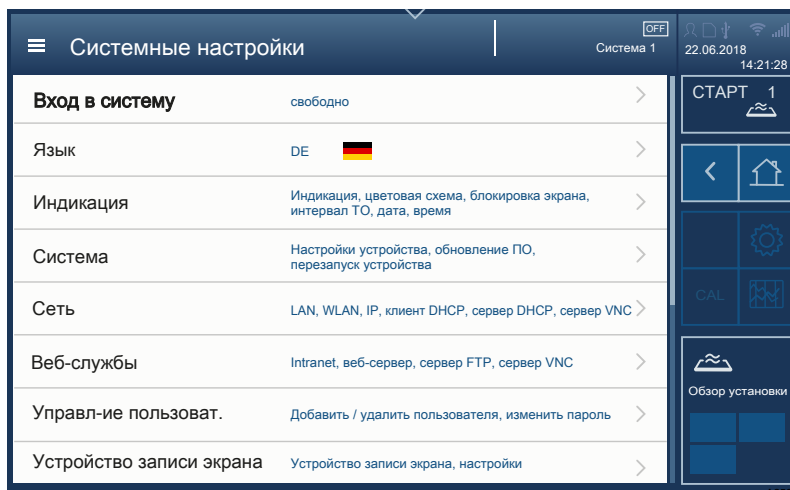 Системные настройки
OFF
Система 1
22.06.2018
14:21:28
Вход в систему
свободно
Язык
DE
Индикация
Индикация, цветовая схема, блокировка экрана,
интервал ТО, дата, время
Система
Настройки устройства, обновление ПО,
перезапуск устройства
Сеть
LAN, WLAN, IP, клиент DHCP, сервер DHCP, сервер VNC
Веб-службы
Intranet, веб-сервер, сервер FTP, сервер VNC
Управл-ие пользоват.
Добавить / удалить пользователя, изменить пароль
Устройство записи экрана
Устройство записи экрана, настройки
СТАРТ 1
CAL
Обзор установки